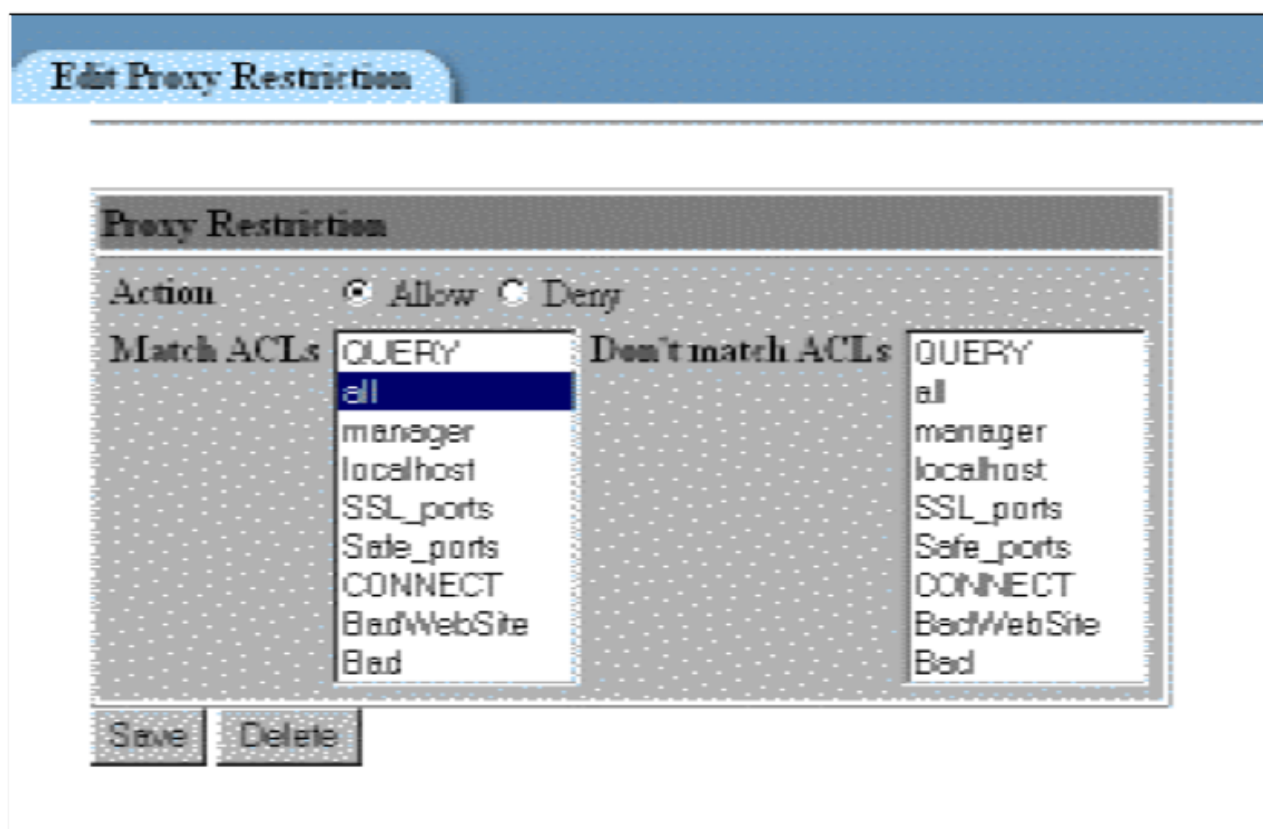 Edit Proxy Restriction
Proxy Restriction
Action Allow Deny
Match ACLs Don't match ACLs
QUERY
all
manager
localhost
SSL_ports
Safe_ports
CONNECT
BadWebSite
Bad
QUERY
all
manager
localhost
SSL_ports
Safe_ports
CONNECT
BadWebSite
Bad
Save Delete